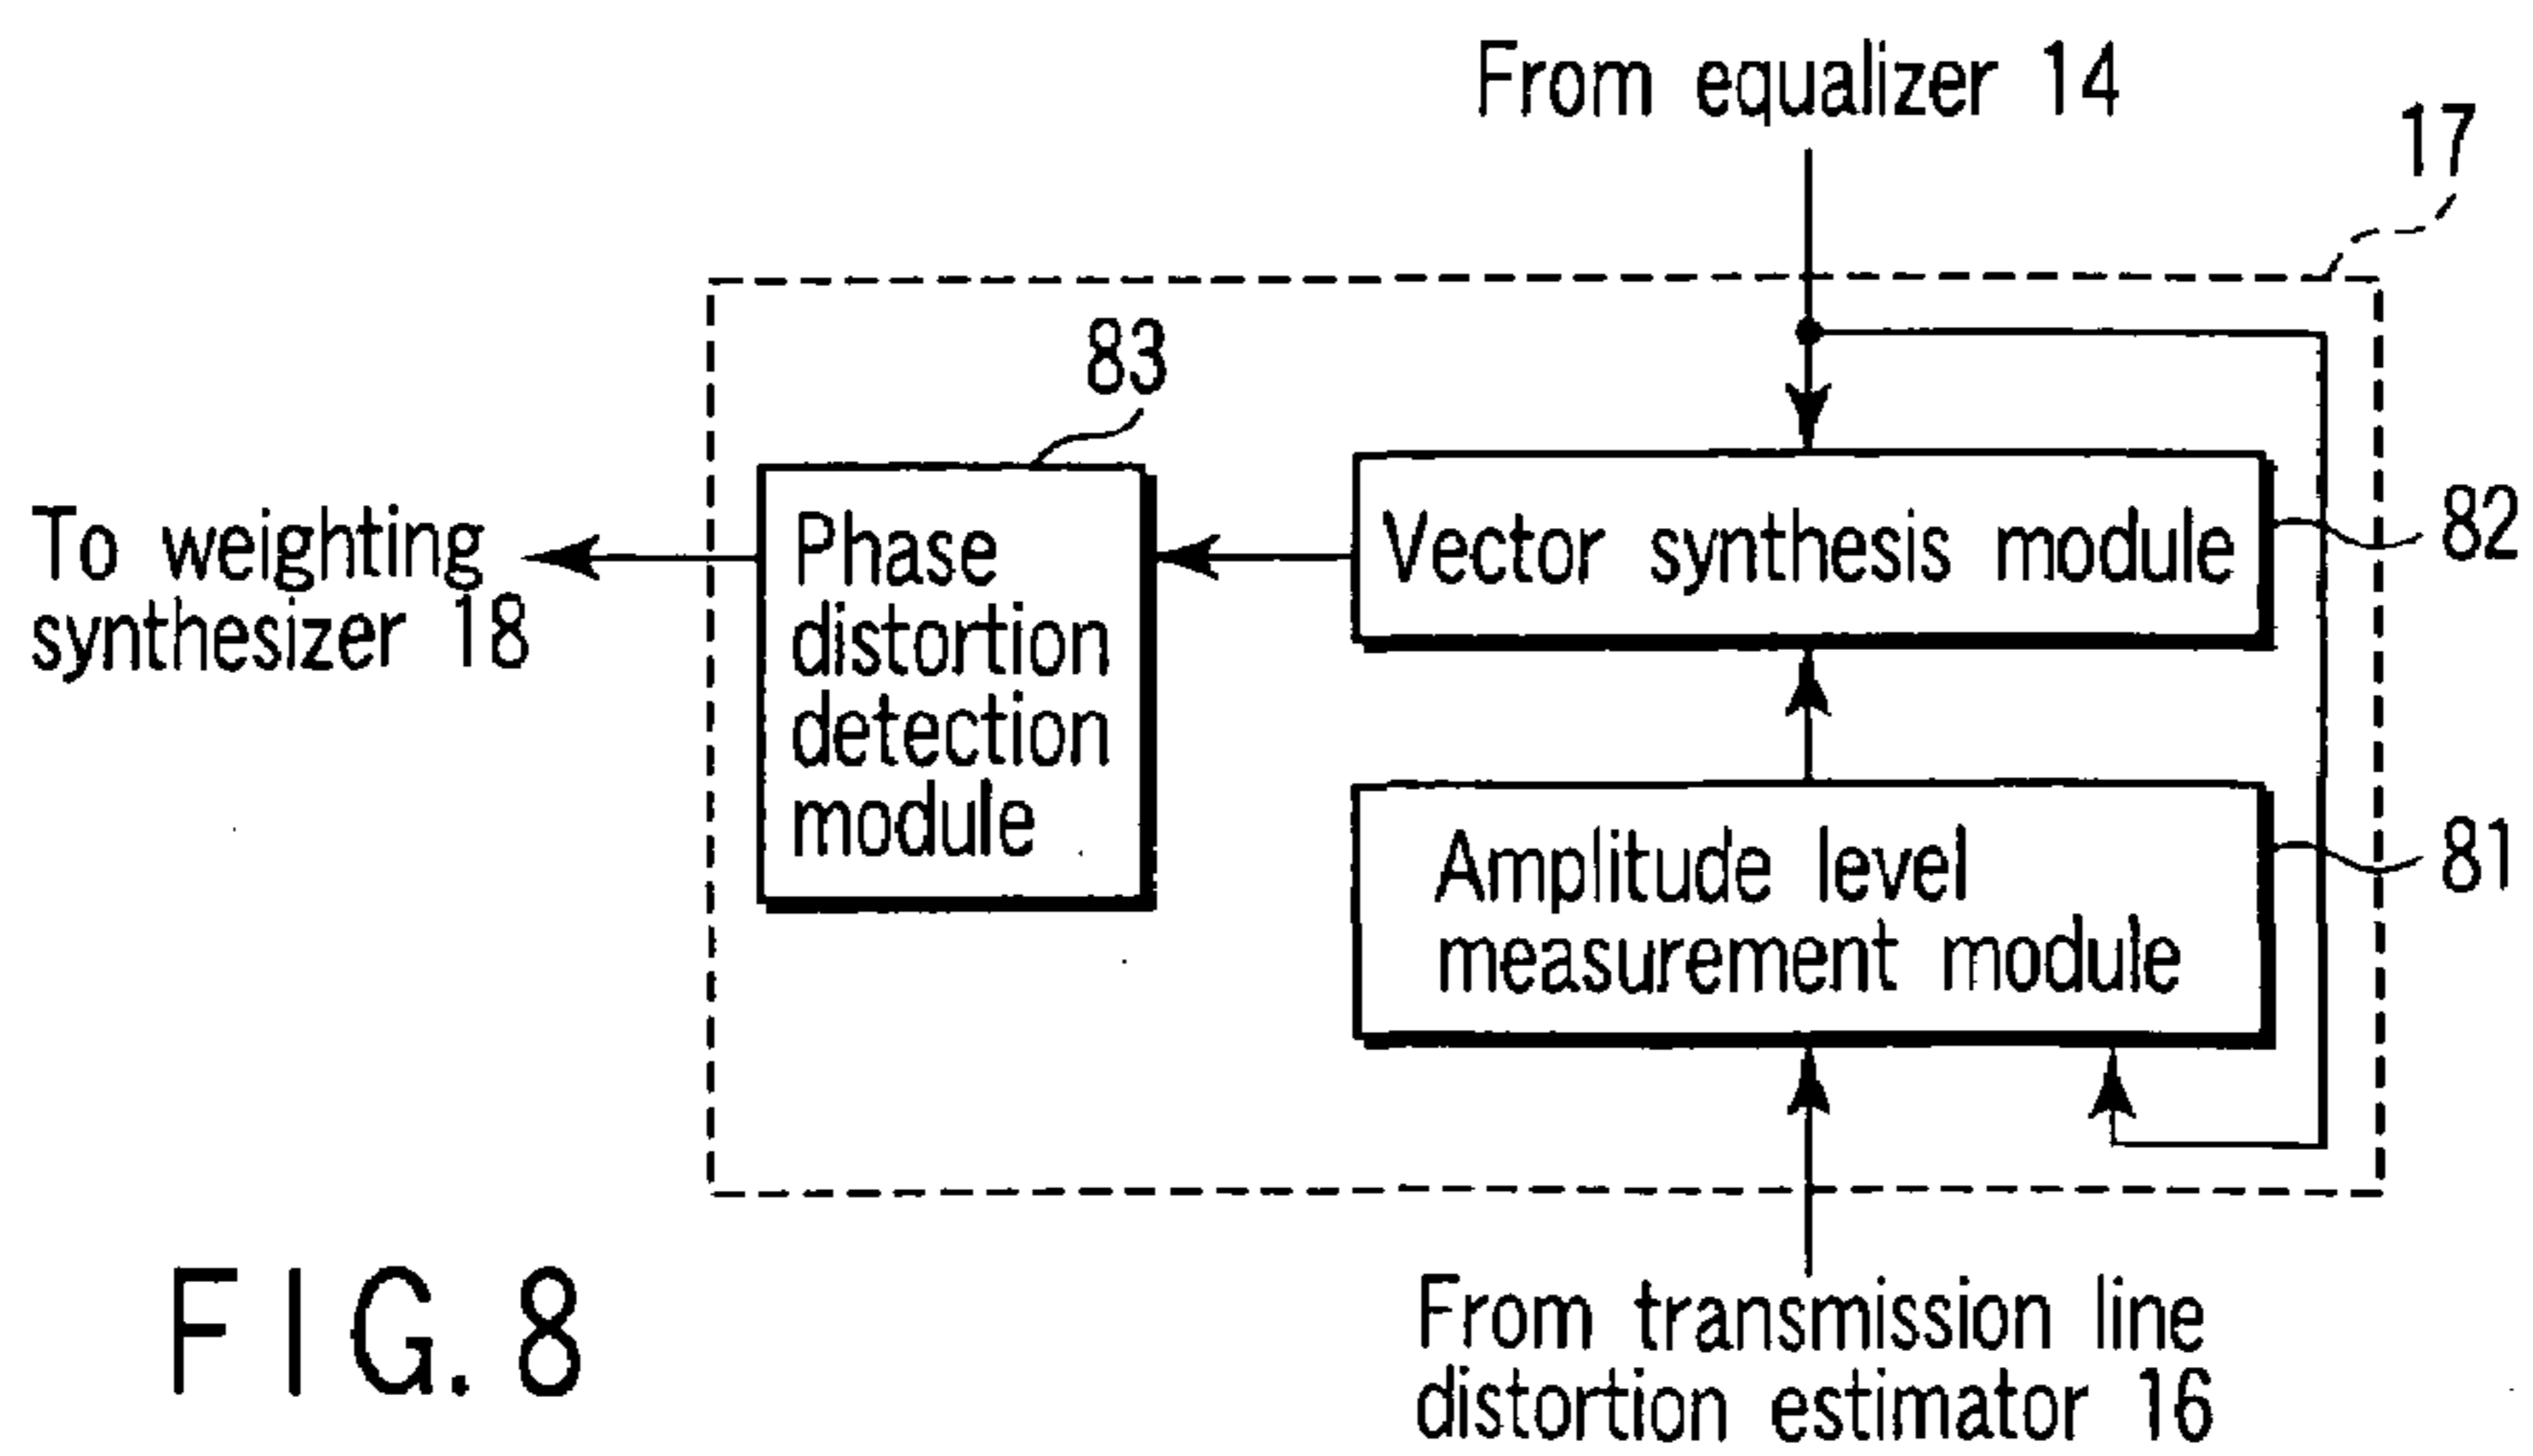 From equalizer 14
17
83
To weighting
synthesizer 18
Phase
distortion
detection
module
Vector synthesis module
82
Amplitude level
measurement module
81
From transmission line
distortion estimator 16
FIG. 8